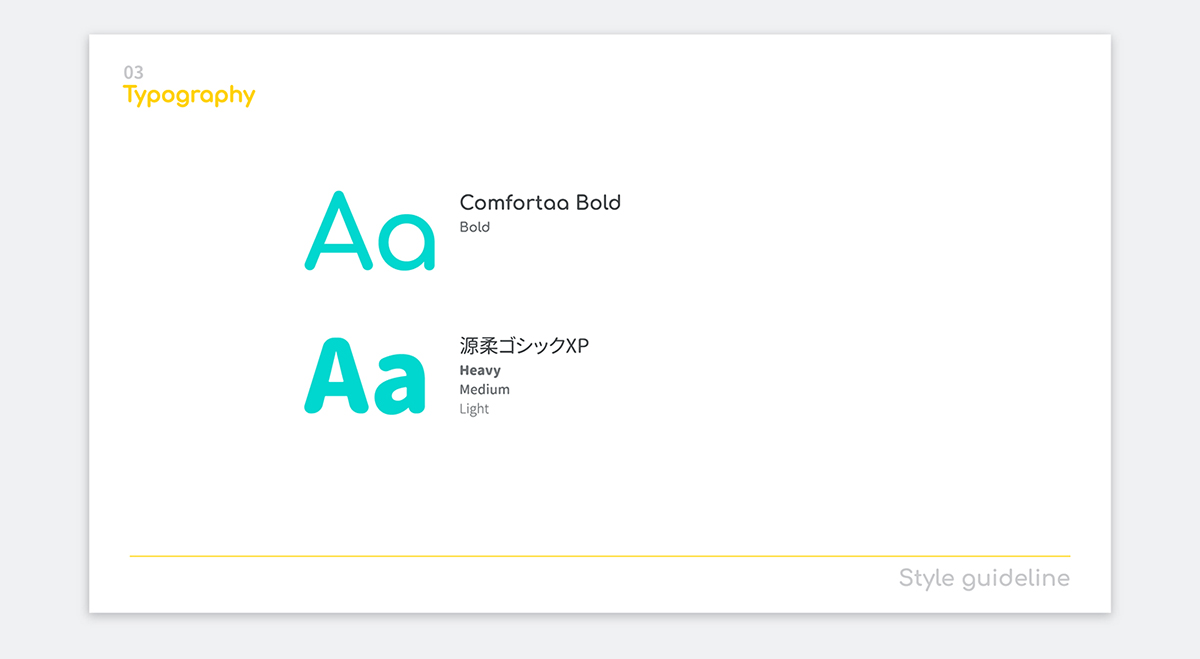 03
Typography
Aa
Comfortaa Bold
Bold
Aa
源柔ゴシックXP
Heavy
Medium
Light
Style guideline